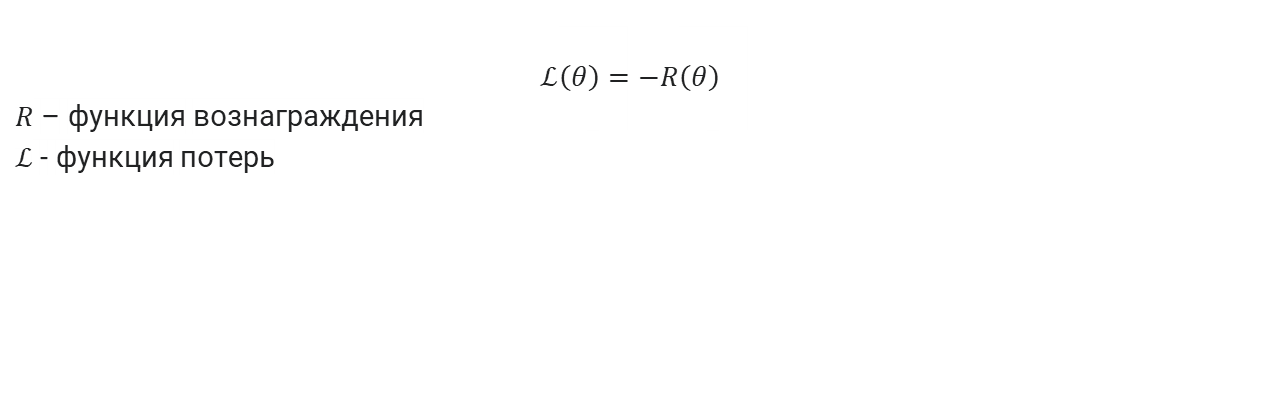 ℒ(θ) = −R(θ)
R – функция вознаграждения
ℒ - функция потерь